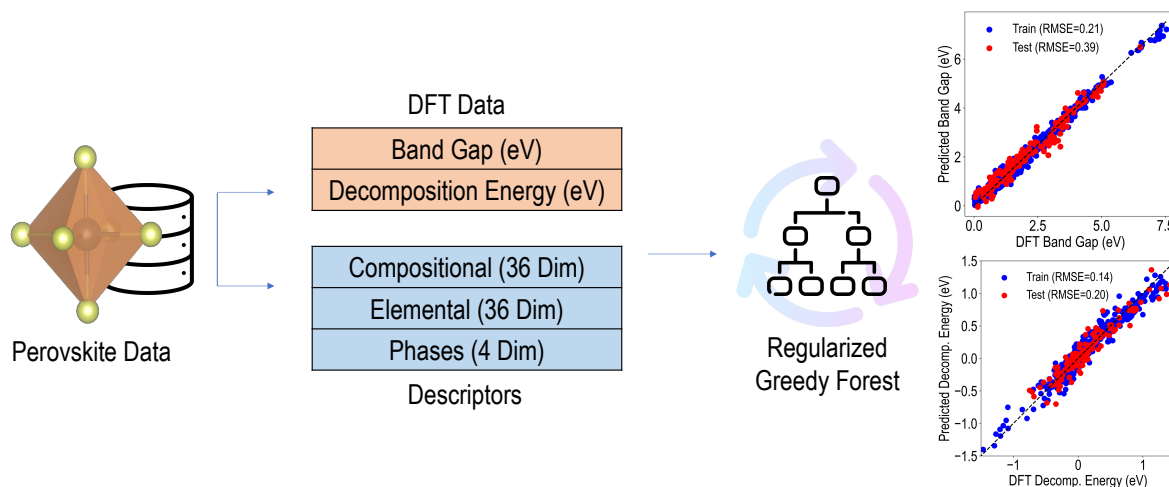 Perovskite Data
DFT Data
Band Gap (eV)
Decomposition Energy (eV)
Compositional (36 Dim)
Elemental (36 Dim)
Phases (4 Dim)
Descriptors
Regularized
Greedy Forest
Train (RMSE=0.21)
Test (RMSE=0.39)
Predicted Band Gap (eV)
6
4
2
0
0.0 2.5 5.0 7.5
DFT Band Gap (eV)
Train (RMSE=0.14)
Test (RMSE=0.20)
Predicted Decomp. Energy (eV)
1.5
1.0
0.5
0.0
−0.5
−1.0
−1.5
−1 0 1
DFT Decomp. Energy (eV)